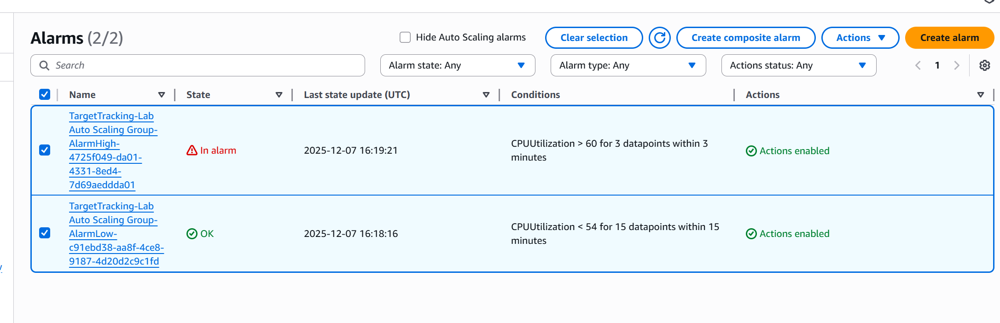 Alarms (2/2)
Hide Auto Scaling alarms
Clear selection
Create composite alarm
Actions
Create alarm
Search
Alarm state: Any
Alarm type: Any
Actions status: Any
1
Name
State
Last state update (UTC)
Conditions
Actions
TargetTracking-Lab
Auto Scaling Group-
AlarmHigh-
4725f049-da01-
4331-8ed4-
7d69aeddda01
In alarm
2025-12-07 16:19:21
CPUUtilization > 60 for 3 datapoints within 3
minutes
Actions enabled
TargetTracking-Lab
Auto Scaling Group-
AlarmLow-
c91ebd38-aa8f-4ce8-
9187-4d20d2c9c1fd
OK
2025-12-07 16:18:16
CPUUtilization < 54 for 15 datapoints within 15
minutes
Actions enabled